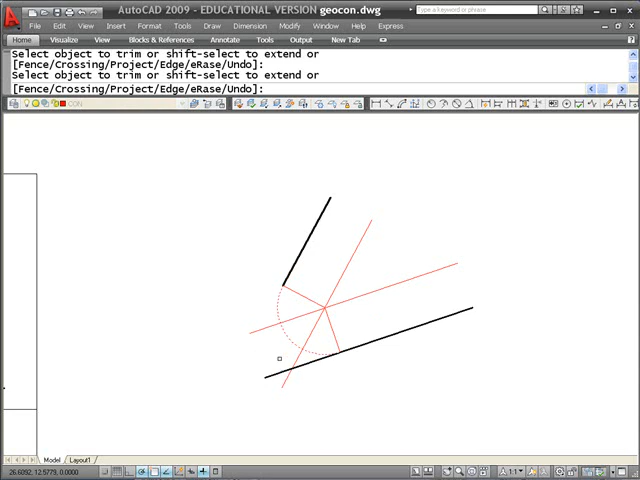 AutoCAD 2009 - EDUCATIONAL VERSION geocon.dwg
Type a keyword or phrase
File Edit View Insert Format Tools Draw Dimension Modify Window Help Express
Home Visualize View Blocks & References Annotate Tools Output New Tab
Select object to trim or shift-select to extend or
[Fence/Crossing/Project/Edge/eRase/Undo]:
Select object to trim or shift-select to extend or
[Fence/Crossing/Project/Edge/eRase/Undo]:
CON
Model Layout1
26.6092, 12.5779, 0.0000
1:1